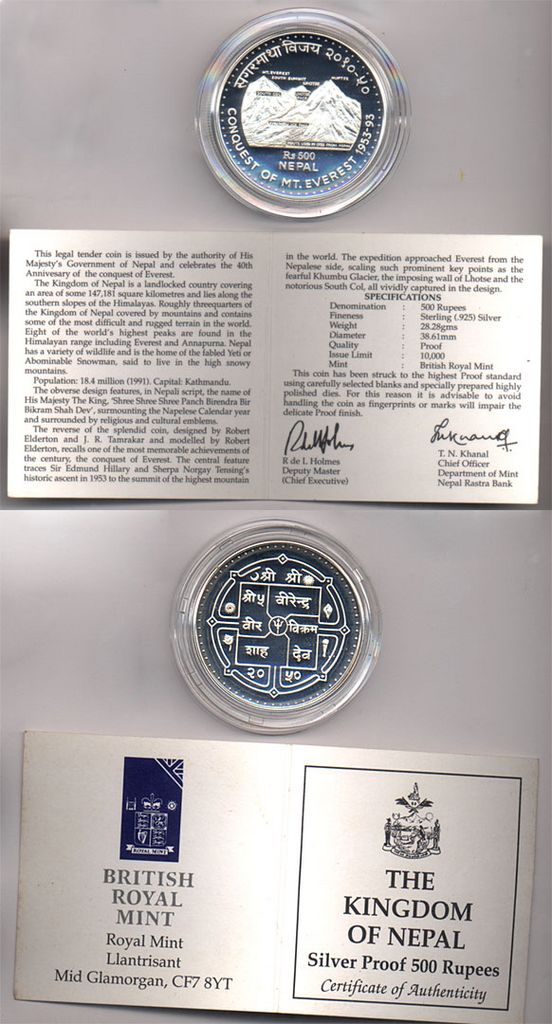 सगरमाथा विजय २०१०-५०
MT. EVEREST
SOUTH SUMMIT
LHOTSE
NUPTSE
SOUTH COL
Rs 500
NEPAL
CONQUEST OF MT. EVEREST 1953-93
This legal tender coin is issued by the authority of His
Majesty's Government of Nepal and celebrates the 40th
Annivesary of the conquest of Everest.
The Kingdom of Nepal is a landlocked country covering
an area of some 147,181 square kilometres and lies along the
southern slopes of the Himalayas. Roughly threequarters of
the Kingdom is covered by mountains and contains
some of the most difficult and rugged terrain in the world.
Eight of the world's highest peaks are found in the
Himalayan range including Everest and Annapurna. Nepal
has a variety of wildlife and is the home of the fabled Yeti or
Abominable Snowman, said to live in the high snowy
mountains.
Population: 18.4 million (1991). Capital: Kathmandu.
The obverse design features, in Nepali script, the name of
His Majesty The King, 'Shree Shree Shree Panch Birendra Bir
Bikram Shah Dev', surmounting the Napelese Calendar year
and surrounded by religious and cultural emblems.
The reverse of the splendid coin, designed by Robert
Elderton and J. R. Tamrakar and modelled by Robert
Elderton, recalls one of the most memorable achievements of
the century, the conquest of Everest. The central feature
traces Sir Edmund Hillary and Sherpa Norgay Tensing's
historic ascent in 1953 to the summit of the highest mountain
in the world. The expedition approached Everest from the
Nepalese side, scaling such prominent key points as the
fearful Khumbu Glacier, the imposing wall of Lhotse and the
notorious South Col, all vividly captured in the design.
SPECIFICATIONS
Denomination : 500 Rupees
Fineness : Sterling (.925) Silver
Weight : 28.28gms
Diameter : 38.61mm
Quality : Proof
Issue Limit : 10,000
Mint : British Royal Mint
This coin has been struck to the highest Proof standard
using carefully selected blanks and specially prepared highly
polished dies. For this reason it is advisable to avoid
handling the coin as fingerprints or marks will impair the
delicate Proof finish.
R de L Holmes
Deputy Master
(Chief Executive)
T. N. Khanal
Chief Officer
Department of Mint
Nepal Rastra Bank
श्री श्री
श्री ५ वीरेन्द्र
वीर विक्रम
शाह देव
२० ५०
ROYAL MINT
BRITISH
ROYAL
MINT
Royal Mint
Llantrisant
Mid Glamorgan, CF7 8YT
THE
KINGDOM
OF NEPAL
Silver Proof 500 Rupees
Certificate of Authenticity